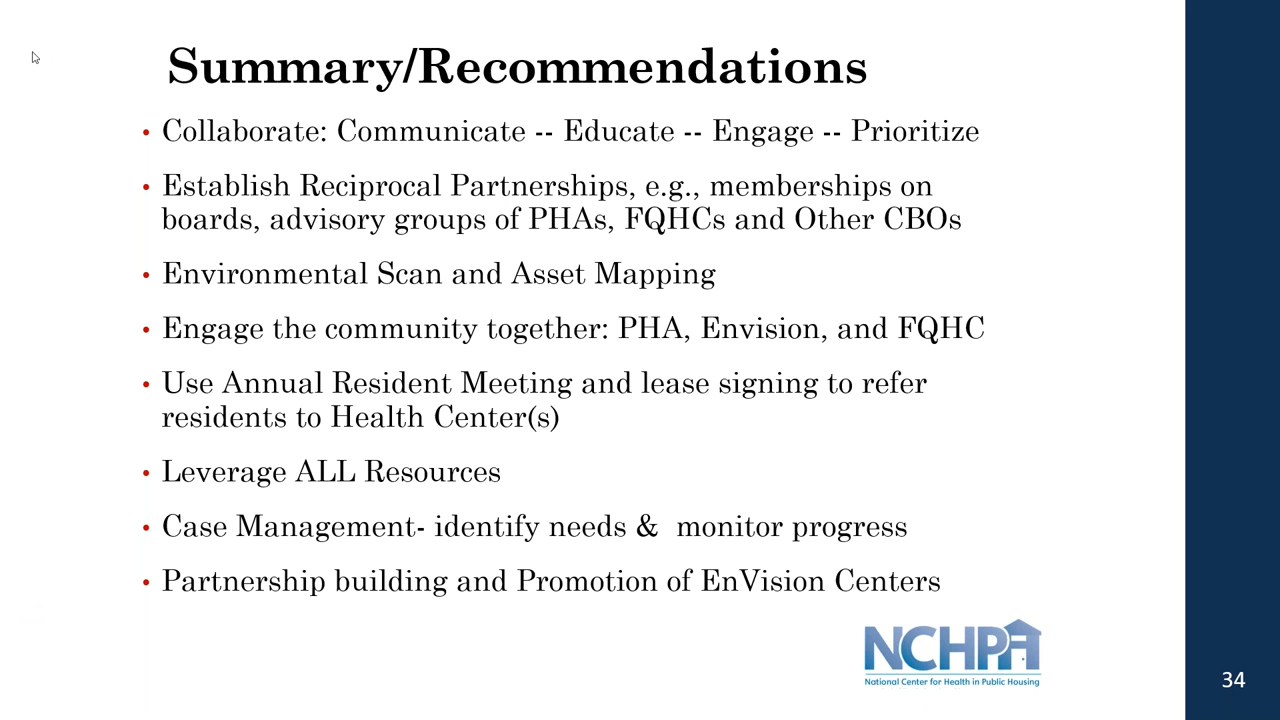 Summary/Recommendations
• Collaborate: Communicate -- Educate -- Engage -- Prioritize
• Establish Reciprocal Partnerships, e.g., memberships on
boards, advisory groups of PHAs, FQHCs and Other CBOs
• Environmental Scan and Asset Mapping
• Engage the community together: PHA, Envision, and FQHC
• Use Annual Resident Meeting and lease signing to refer
residents to Health Center(s)
• Leverage ALL Resources
• Case Management- identify needs &  monitor progress
• Partnership building and Promotion of EnVision Centers
NCHPH
National Center for Health in Public Housing
34